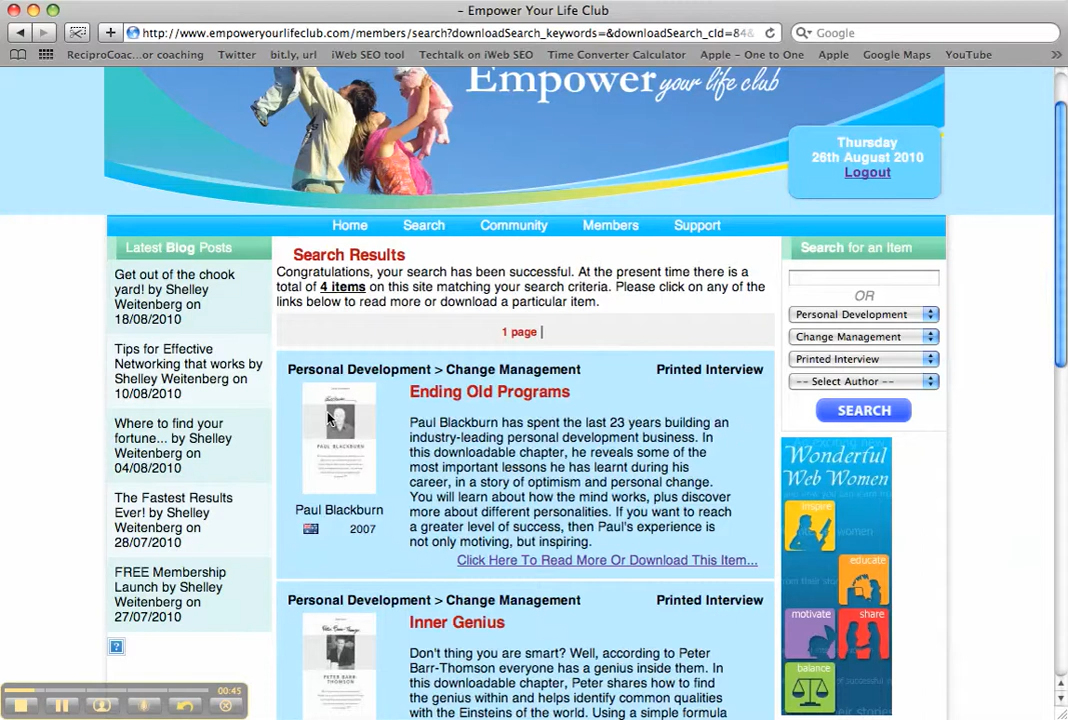 - Empower Your Life Club
http://www.empoweryourlifeclub.com/members/search?downloadSearch_keywords=&downloadSearch_cId=84&
Google
ReciproCoac...or coaching Twitter bit.ly, url iWeb SEO tool Techtalk on iWeb SEO Time Converter Calculator Apple – One to One Apple Google Maps YouTube
Empower your life club
Thursday
26th August 2010
Logout
Home Search Community Members Support
Latest Blog Posts
Get out of the chook
yard! by Shelley
Weitenberg on
18/08/2010
Tips for Effective
Networking that works by
Shelley Weitenberg on
10/08/2010
Where to find your
fortune... by Shelley
Weitenberg on
04/08/2010
The Fastest Results
Ever! by Shelley
Weitenberg on
28/07/2010
FREE Membership
Launch by Shelley
Weitenberg on
27/07/2010
Search Results
Congratulations, your search has been successful. At the present time there is a
total of 4 items on this site matching your search criteria. Please click on any of the
links below to read more or download a particular item.
1 page |
Personal Development > Change Management Printed Interview
Ending Old Programs
PAUL BLACKBURN
Paul Blackburn
2007
Paul Blackburn has spent the last 23 years building an
industry-leading personal development business. In
this downloadable chapter, he reveals some of the
most important lessons he has learnt during his
career, in a story of optimism and personal change.
You will learn about how the mind works, plus discover
more about different personalities. If you want to reach
a greater level of success, then Paul's experience is
not only motiving, but inspiring.
Click Here To Read More Or Download This Item...
Personal Development > Change Management Printed Interview
Inner Genius
PETER BARR-
THOMSON
Don't thing you are smart? Well, according to Peter
Barr-Thomson everyone has a genius inside them. In
this downloadable chapter, Peter shares how to find
the genius within and helps identify common qualities
with the Einsteins of the world. Using a simple formula
Search for an Item
OR
Personal Development
Change Management
Printed Interview
-- Select Author --
SEARCH
Wonderful
Web Women
inspire
educate
motivate
share
balance
00:45